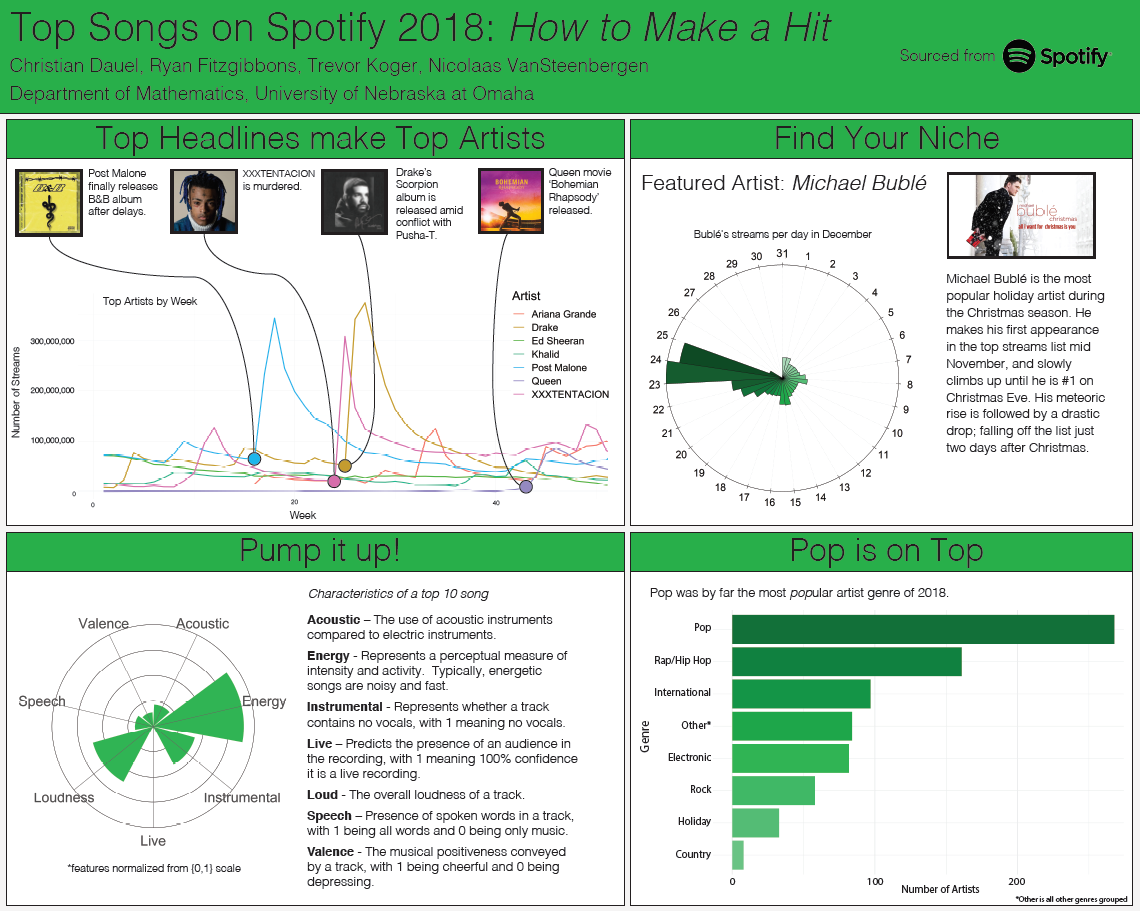 Top Songs on Spotify 2018: How to Make a Hit
Christian Dauel, Ryan Fitzgibbons, Trevor Koger, Nicolaas VanSteenbergen
Department of Mathematics, University of Nebraska at Omaha
Sourced from Spotify
Top Headlines make Top Artists
Post Malone
finally releases
B&B album
after delays.
XXXTENTACION
is murdered.
Drake's
Scorpion
album is
released amid
conflict with
Pusha-T.
BOHEMIAN
RHAPSODY
Queen movie
'Bohemian
Rhapsody'
released.
Top Artists by Week
Number of Streams
300,000,000
200,000,000
100,000,000
0
0
20
40
Week
Artist
Ariana Grande
Drake
Ed Sheeran
Khalid
Post Malone
Queen
XXXTENTACION
Find Your Niche
Featured Artist: Michael Bublé
Bublé's streams per day in December
31
1
2
3
4
5
6
7
8
9
10
11
12
13
14
15
16
17
18
19
20
21
22
23
24
25
26
27
28
29
30
michael
bublé
christmas
all i want for christmas is you
Michael Bublé is the most
popular holiday artist during
the Christmas season. He
makes his first appearance
in the top streams list mid
November, and slowly
climbs up until he is #1 on
Christmas Eve. His meteoric
rise is followed by a drastic
drop; falling off the list just
two days after Christmas.
Pump it up!
Valence
Acoustic
Speech
Energy
Loudness
Instrumental
Live
*features normalized from {0,1} scale
Characteristics of a top 10 song
Acoustic – The use of acoustic instruments
compared to electric instruments.
Energy - Represents a perceptual measure of
intensity and activity. Typically, energetic
songs are noisy and fast.
Instrumental - Represents whether a track
contains no vocals, with 1 meaning no vocals.
Live – Predicts the presence of an audience in
the recording, with 1 meaning 100% confidence
it is a live recording.
Loud - The overall loudness of a track.
Speech – Presence of spoken words in a track,
with 1 being all words and 0 being only music.
Valence - The musical positiveness conveyed
by a track, with 1 being cheerful and 0 being
depressing.
Pop is on Top
Pop was by far the most popular artist genre of 2018.
Genre
Pop
Rap/Hip Hop
International
Other*
Electronic
Rock
Holiday
Country
0
100
200
Number of Artists
*Other is all other genres grouped